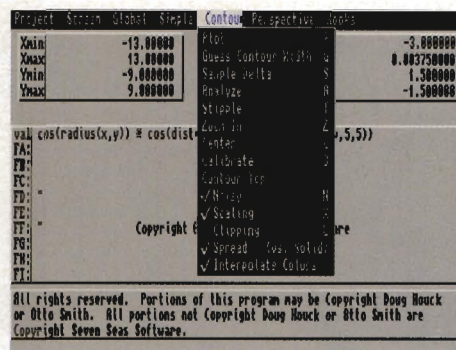 Project Screen Global Simple Contour Perspective
Xmin -13.00000
Xmax 13.00000
Ymin -9.000000
Ymax 9.000000
-3.000000
0.003750000
1.500000
-1.500000
Plot
Guess Contour Width G
Sample Delta S
Analyze A
Stipple
Zoom In Z
Center
Calibrate
Contour Top
✓ Noisy N
✓ Scaling
Clipping
✓ Spread (vs. Solid)
✓ Interpolate Colors
val cos(radius(x,y)) * cos(dist ,5,5))
FA:
FB:
FC:
FD: "
FE:
FF: " Copyright
FG:
FH:
FI:
All rights reserved. Portions of this program may be Copyright Doug Houck
or Otto Smith. All portions not Copyright Doug Houck or Otto Smith are
Copyright Seven Seas Software.